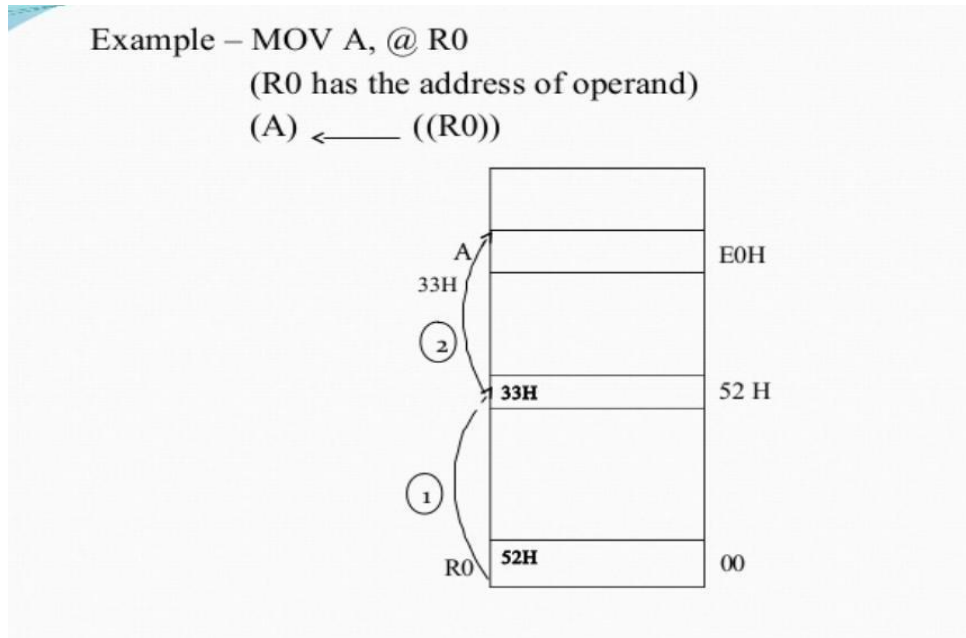 Example – MOV A, @ R0
(R0 has the address of operand)
(A) ← ((R0))
A
E0H
33H
2
33H
52 H
1
R0
52H
00